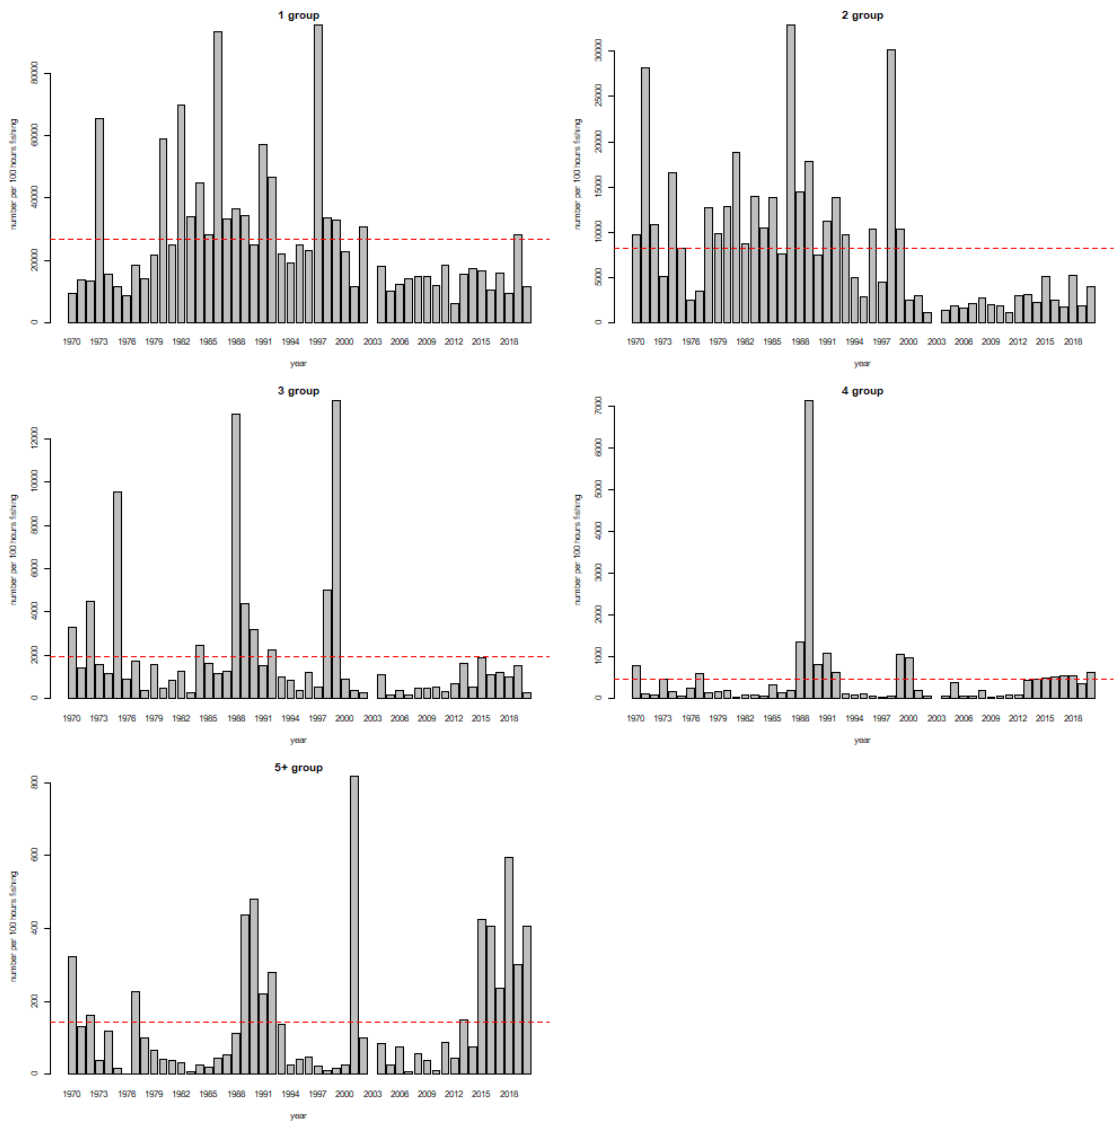 1 group
number per 100 hours fishing
0 20000 40000 60000 80000
1970 1973 1976 1979 1982 1985 1988 1991 1994 1997 2000 2003 2006 2009 2012 2015 2018
year
2 group
number per 100 hours fishing
0 5000 10000 15000 20000 25000 30000
1970 1973 1976 1979 1982 1985 1988 1991 1994 1997 2000 2003 2006 2009 2012 2015 2018
year
3 group
number per 100 hours fishing
0 2000 4000 6000 8000 10000 12000
1970 1973 1976 1979 1982 1985 1988 1991 1994 1997 2000 2003 2006 2009 2012 2015 2018
year
4 group
number per 100 hours fishing
0 1000 2000 3000 4000 5000 6000 7000
1970 1973 1976 1979 1982 1985 1988 1991 1994 1997 2000 2003 2006 2009 2012 2015 2018
year
5+ group
number per 100 hours fishing
0 200 400 600 800
1970 1973 1976 1979 1982 1985 1988 1991 1994 1997 2000 2003 2006 2009 2012 2015 2018
year